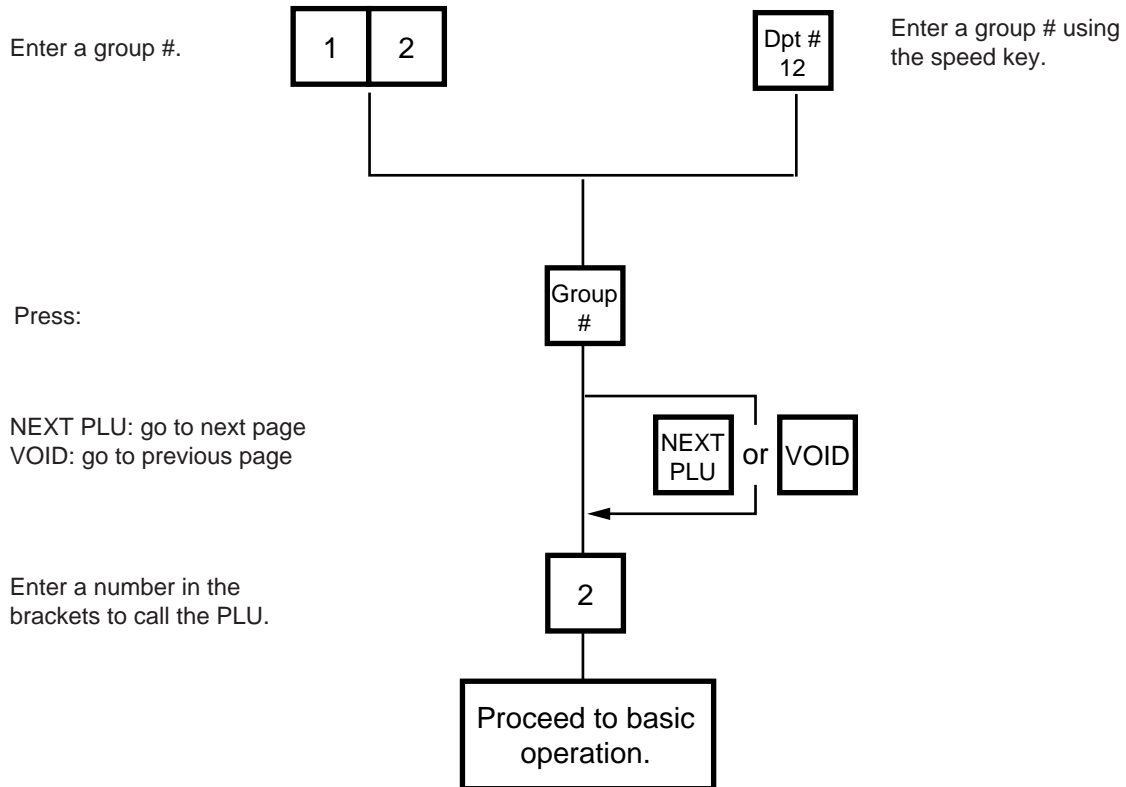 Enter a group #.
1 2
Dpt #
12
Enter a group # using
the speed key.
Press:
Group
#
NEXT PLU: go to next page
VOID: go to previous page
NEXT
PLU
or
VOID
Enter a number in the
brackets to call the PLU.
2
Proceed to basic
operation.